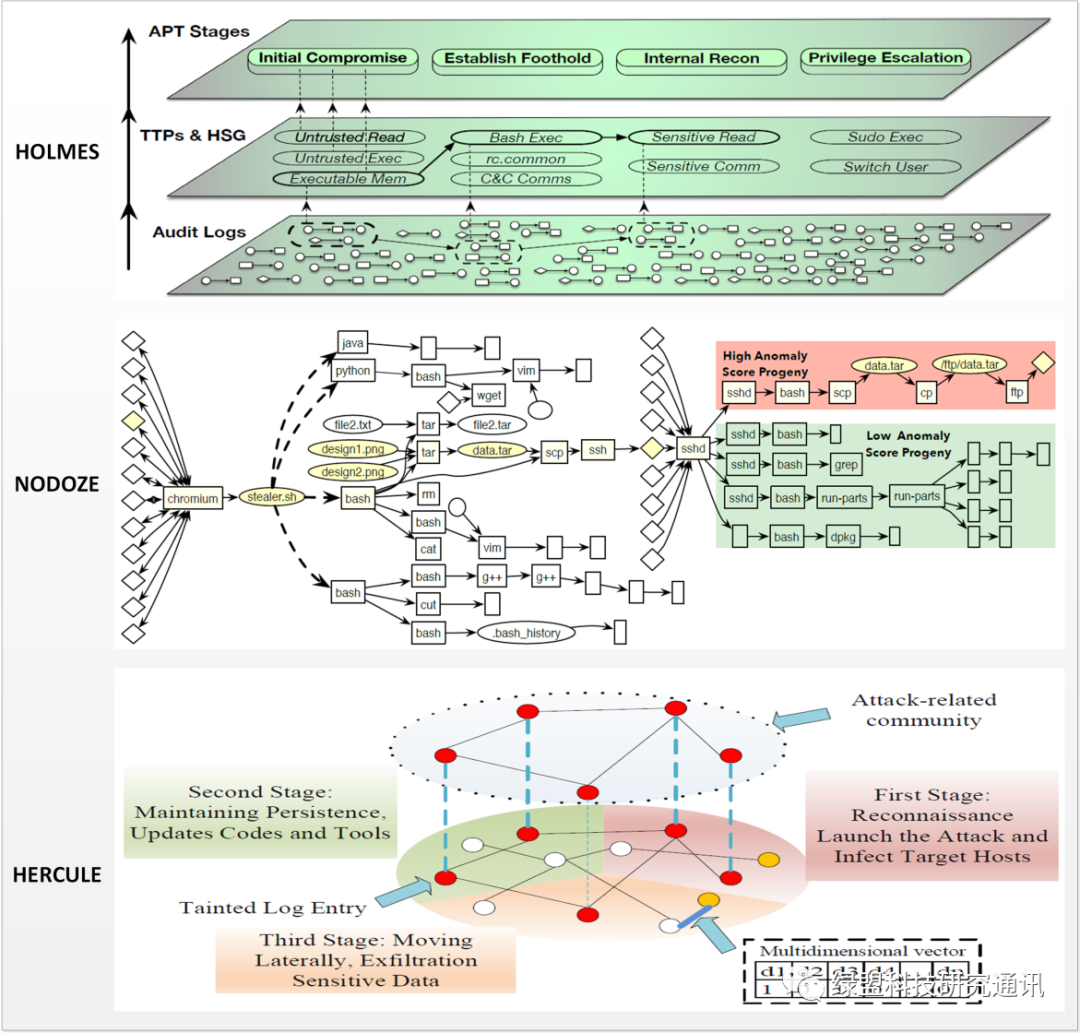 HOLMES
APT Stages
Initial Compromise
Establish Foothold
Internal Recon
Privilege Escalation
TTPs & HSG
Untrusted Read
Bash Exec
Sensitive Read
Sudo Exec
Untrusted Exec
rc.common
Sensitive Comm
Switch User
Executable Mem
C&C Comms
Audit Logs
NODOZE
chromium
stealer.sh
java
python
bash
vim
wget
file2.txt
tar
file2.tar
design1.png
design2.png
tar
data.tar
scp
ssh
bash
rm
bash
cat
vim
bash
bash
g++
g++
cut
bash
.bash_history
sshd
High Anomaly
Score Progeny
sshd
bash
scp
data.tar
cp
/ftp/data.tar
ftp
Low Anomaly
Score Progeny
sshd
bash
sshd
bash
grep
sshd
bash
run-parts
run-parts
bash
dpkg
HERCULE
Attack-related
community
Second Stage:
Maintaining Persistence,
Updates Codes and Tools
First Stage:
Reconnaissance
Launch the Attack and
Infect Target Hosts
Tainted Log Entry
Third Stage: Moving
Laterally, Exfiltration
Sensitive Data
Multidimensional vector
d1 d2 d3 d4 dn
1
绿盟科技研究通讯